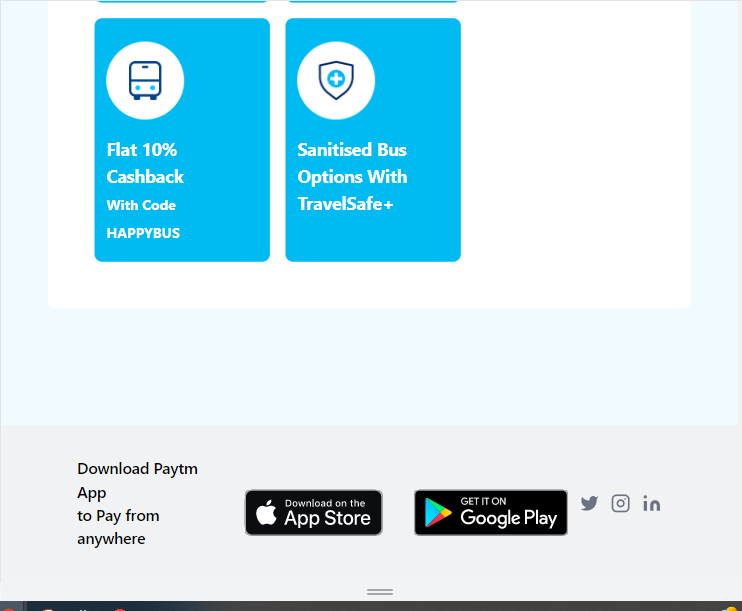 Flat 10%
Cashback
With Code
HAPPYBUS
Sanitised Bus
Options With
TravelSafe+
Download Paytm
App
to Pay from
anywhere
Download on the
App Store
GET IT ON
Google Play
in